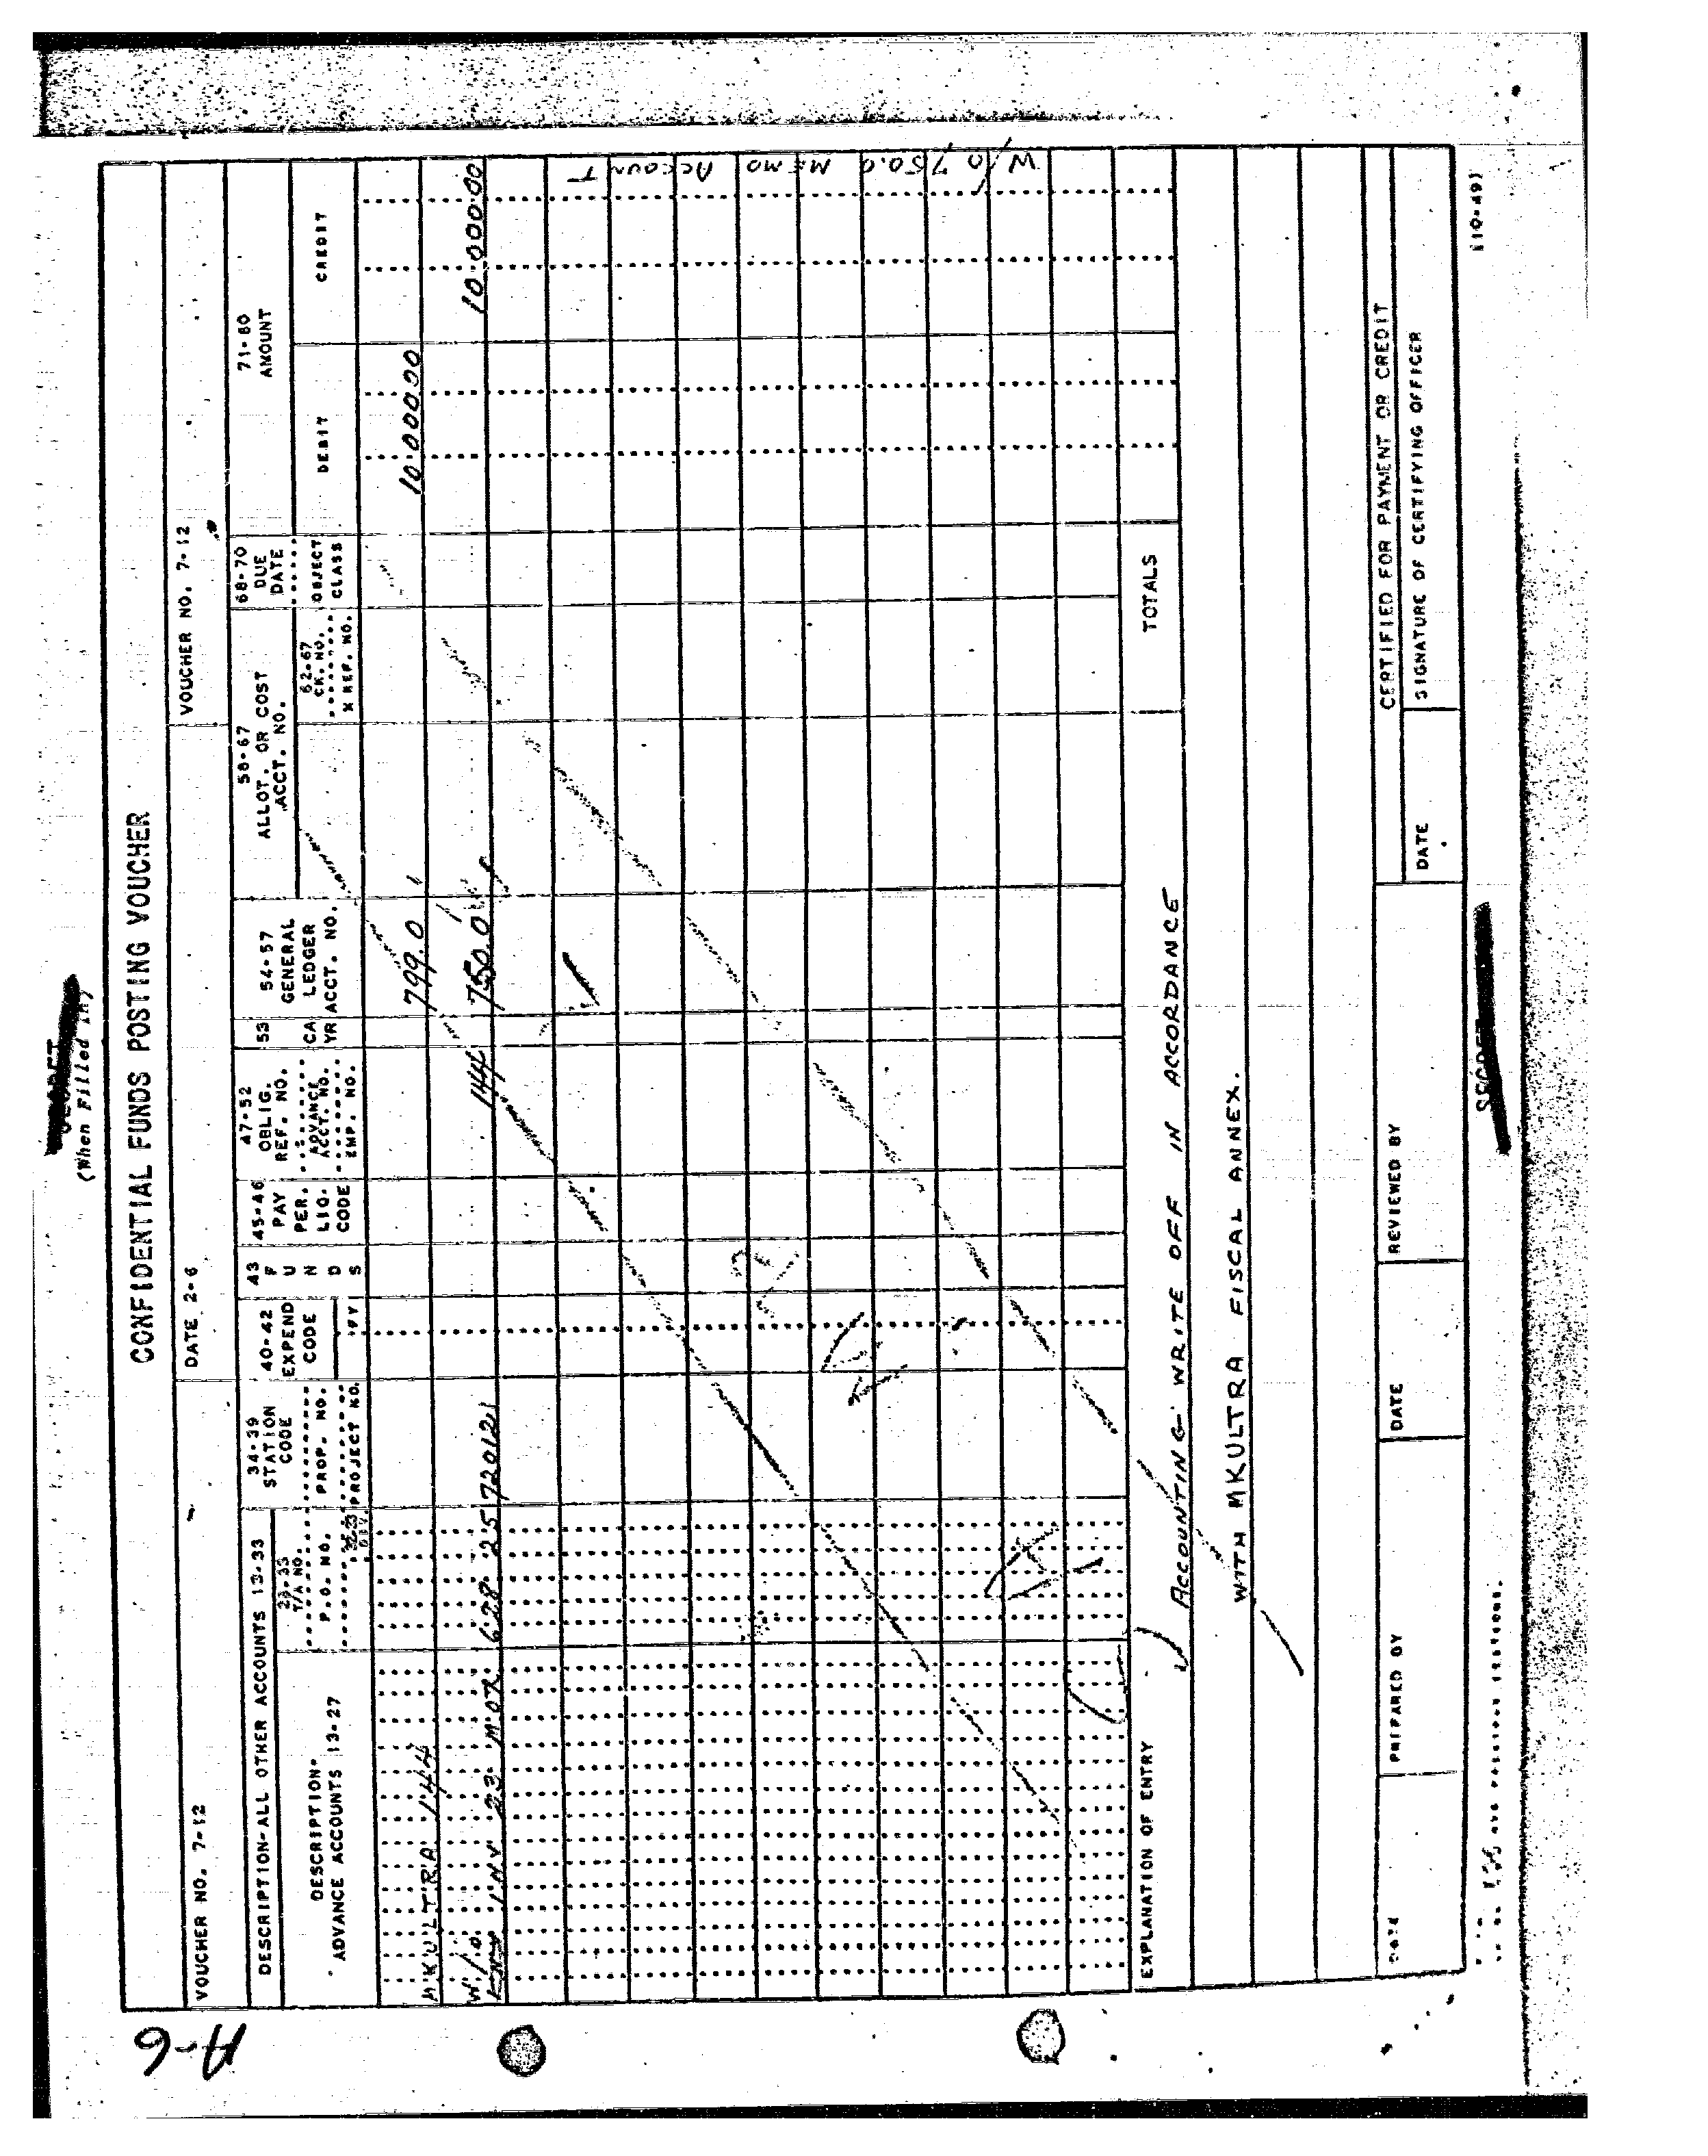 A-6
SECRET
(When Filled In)
CONFIDENTIAL FUNDS POSTING VOUCHER
VOUCHER NO. 7-12
DATE 2-6
VOUCHER NO. 7-12
DESCRIPTION-ALL OTHER ACCOUNTS 13-33
34-39 STATION CODE
40-42 EXPEND CODE
43 FUNDS
45-46 PAY PER. LIQ. CODE
47-52 OBLIG. REF. NO.
ADVANCE ACCT. NO.
EMP. NO.
53 CA YR
54-57 GENERAL LEDGER ACCT. NO.
58-67 ALLOT. OR COST ACCT. NO.
62-67 CK. NO.
X REF. NO.
68-70 DUE DATE
OBJECT CLASS
71-80 AMOUNT
DEBIT
CREDIT
DESCRIPTION- ADVANCE ACCOUNTS 13-27
T/A NO.
P.O. NO.
PROP. NO.
PROJECT NO.
MKULTRA 144 799.0 10.000 00
W/O INV 23 MOR 628 25 720121 144 750.0 10.000.00
W/O 750.0 MEMO ACCOUNT
TOTALS
EXPLANATION OF ENTRY
ACCOUNTING WRITE OFF IN ACCORDANCE
WITH MKULTRA FISCAL ANNEX.
CERTIFIED FOR PAYMENT OR CREDIT
DATE
PREPARED BY
DATE
REVIEWED BY
DATE
SIGNATURE OF CERTIFYING OFFICER
SECRET
(10-49)